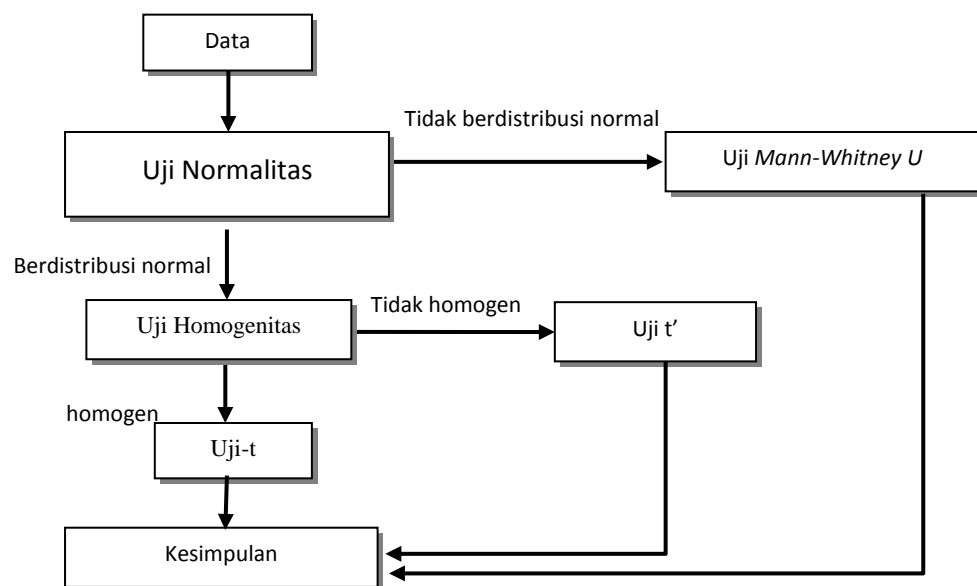 Data
Tidak berdistribusi normal
Uji Normalitas
Uji Mann-Whitney U
Berdistribusi normal
Uji Homogenitas
Tidak homogen
Uji t’
homogen
Uji-t
Kesimpulan